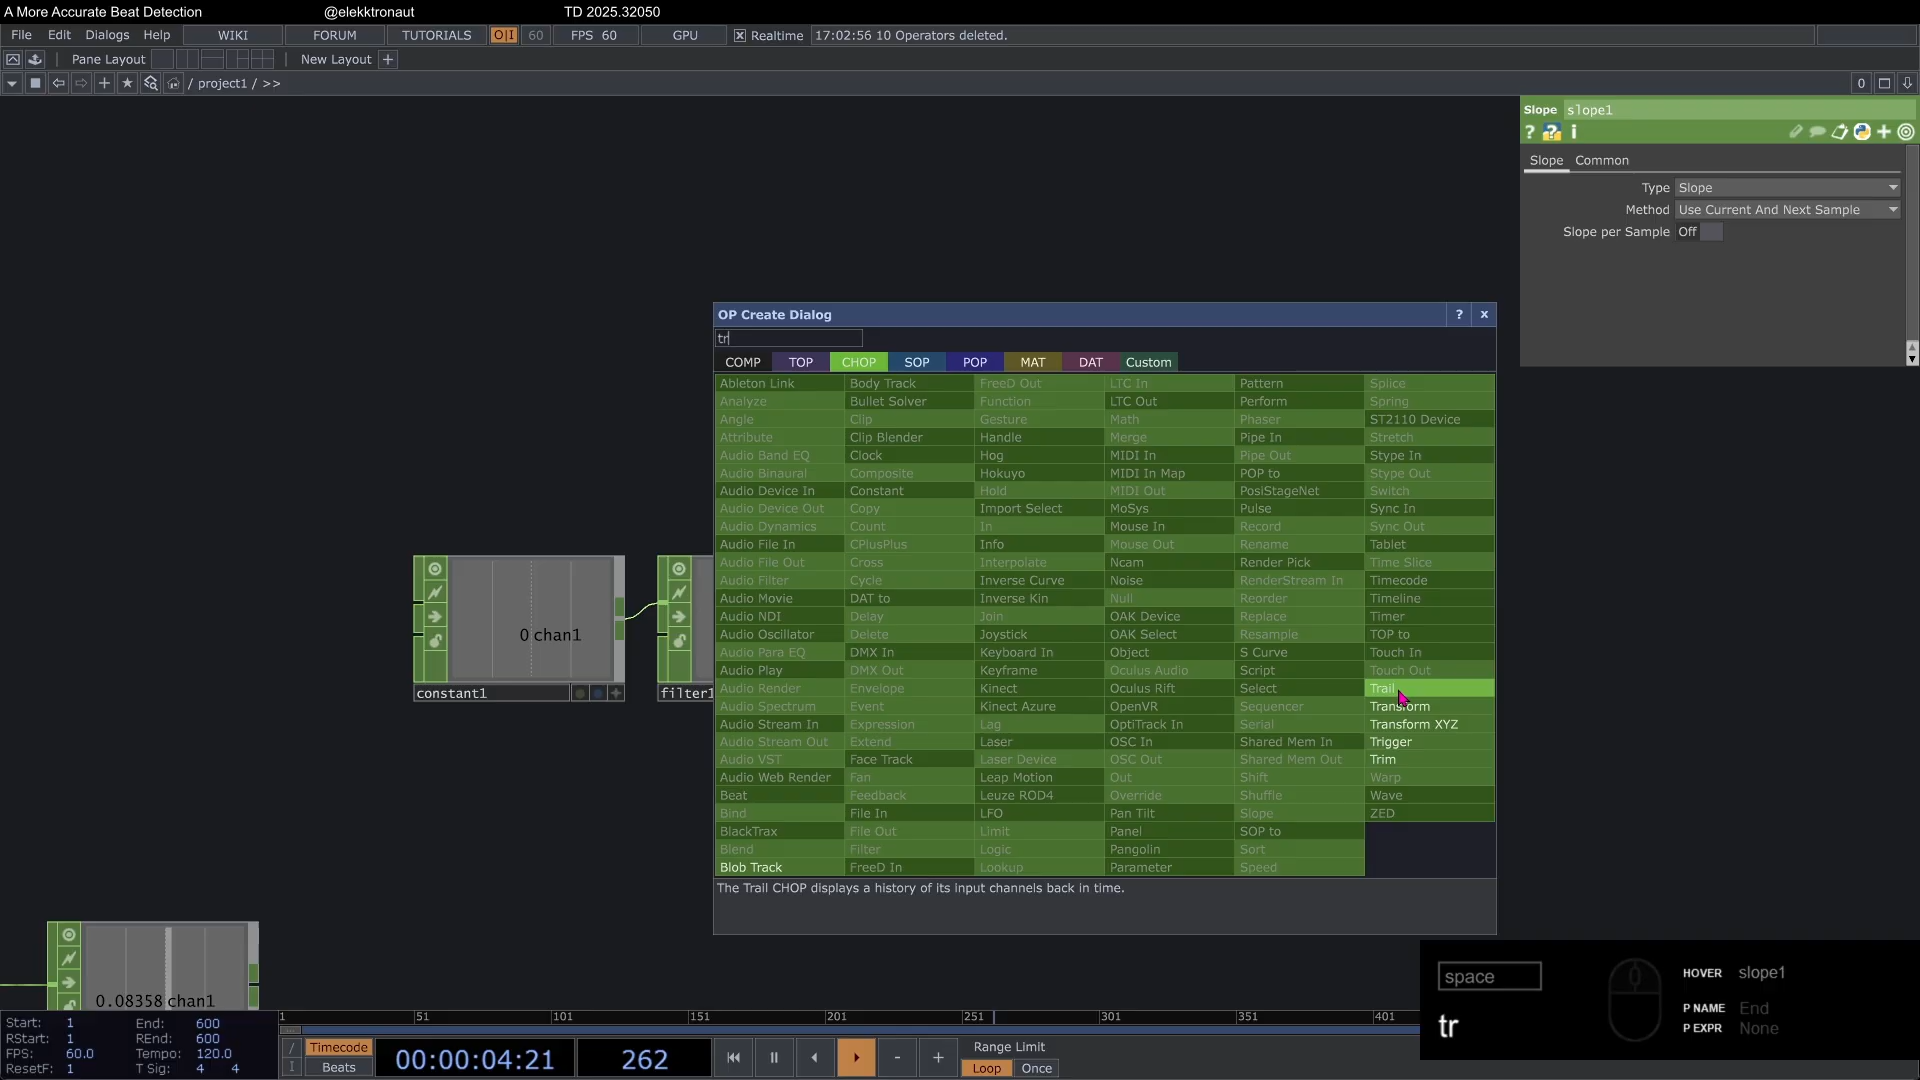 A More Accurate Beat Detection @elekktronaut TD 2025.32050
File Edit Dialogs Help WIKI FORUM TUTORIALS O|I 60 FPS 60 GPU Realtime 17:02:56 10 Operators deleted.
Pane Layout New Layout +
/ project1 / >> 0
Slope slope1
? ? i
Slope Common
Type Slope
Method Use Current And Next Sample
Slope per Sample Off
OP Create Dialog ? x
tr
COMP TOP CHOP SOP POP MAT DAT Custom
Ableton Link Body Track FreeD Out LTC In Pattern Splice
Analyze Bullet Solver Function LTC Out Perform Spring
Angle Clip Gesture Math Phaser ST2110 Device
Attribute Clip Blender Handle Merge Pipe In Stretch
Audio Band EQ Clock Hog MIDI In Pipe Out Stype In
Audio Binaural Composite Hokuyo MIDI In Map POP to Stype Out
Audio Device In Constant Hold MIDI Out PosiStageNet Switch
Audio Device Out Copy Import Select MoSys Pulse Sync In
Audio Dynamics Count In Mouse In Record Sync Out
Audio File In CPlusPlus Info Mouse Out Rename Tablet
Audio File Out Cross Interpolate Ncam Render Pick Time Slice
Audio Filter Cycle Inverse Curve Noise RenderStream In Timecode
Audio Movie DAT to Inverse Kin Null Reorder Timeline
Audio NDI Delay Join OAK Device Replace Timer
Audio Oscillator Delete Joystick OAK Select Resample TOP to
Audio Para EQ DMX In Keyboard In Object S Curve Touch In
Audio Play DMX Out Keyframe Oculus Audio Script Touch Out
Audio Render Envelope Kinect Oculus Rift Select Trail
Audio Spectrum Event Kinect Azure OpenVR Sequencer Transform
Audio Stream In Expression Lag OptiTrack In Serial Transform XYZ
Audio Stream Out Extend Laser OSC In Shared Mem In Trigger
Audio VST Face Track Laser Device OSC Out Shared Mem Out Trim
Audio Web Render Fan Leap Motion Out Shift Warp
Beat Feedback Leuze ROD4 Override Shuffle Wave
Bind File In LFO Pan Tilt Slope ZED
BlackTrax File Out Limit Panel SOP to
Blend Filter Logic Pangolin Sort
Blob Track FreeD In Lookup Parameter Speed
The Trail CHOP displays a history of its input channels back in time.
0 chan1
constant1 filter1
0.08358 chan1
space
tr
HOVER slope1
P NAME End
P EXPR None
1 51 101 151 201 251 301 351 401
Start: 1 End: 600
RStart: 1 REnd: 600
FPS: 60.0 Tempo: 120.0
ResetF: 1 T Sig: 4 4
/ Timecode
I Beats
00:00:04:21 262
- +
Range Limit
Loop Once